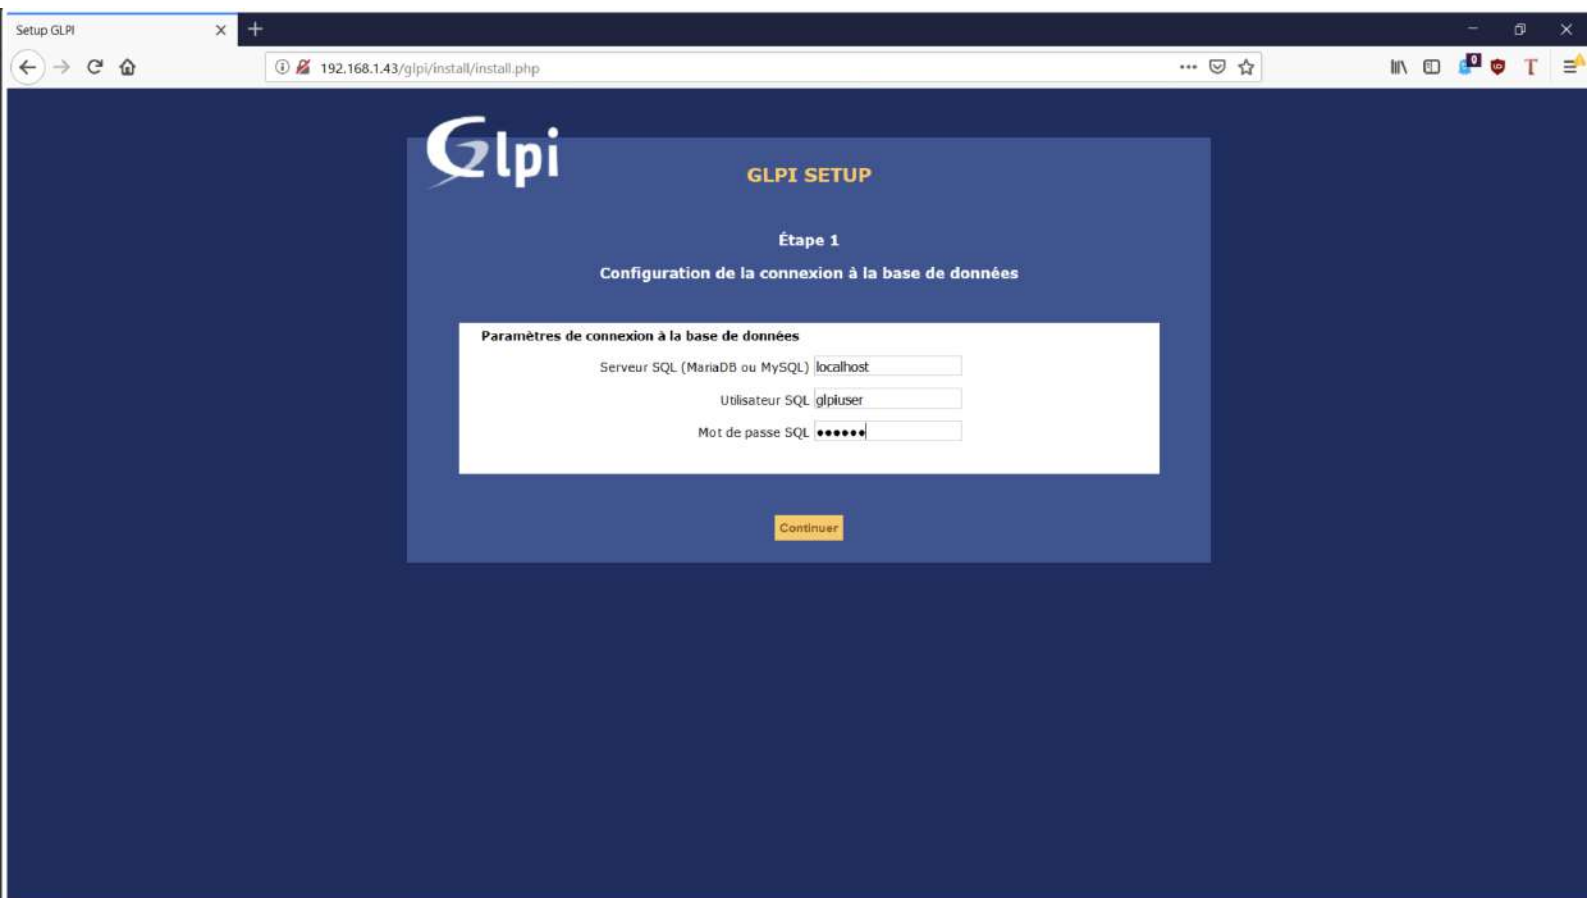 Setup GLPI
192.168.1.43/glpi/install/install.php
0
T
Glpi
GLPI SETUP
Étape 1
Configuration de la connexion à la base de données
Paramètres de connexion à la base de données
Serveur SQL (MariaDB ou MySQL) localhost
Utilisateur SQL glpiuser
Mot de passe SQL ••••••
Continuer